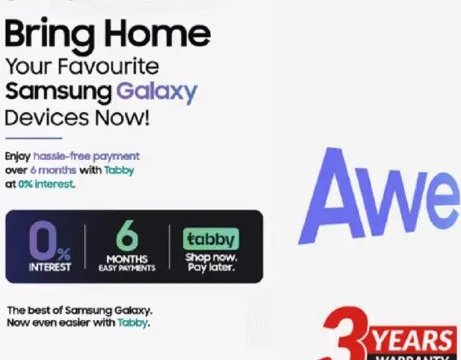 Bring Home
Your Favourite
Samsung Galaxy
Devices Now!
Enjoy hassle-free payment
over 6 months with Tabby
at 0% interest.
0%
INTEREST
6
MONTHS
EASY PAYMENTS
tabby
Shop now.
Pay later.
The best of Samsung Galaxy.
Now even easier with Tabby.
Awe
3 YEARS
WARRANTY